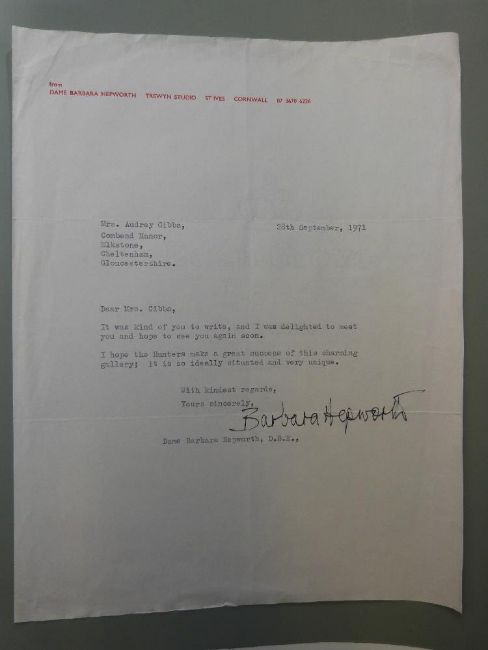 from
DAME BARBARA HEPWORTH TREWYN STUDIO ST IVES CORNWALL 07 3670 6226
Mrs. Audrey Gibbs, 28th September, 1971
Combend Manor,
Elkstone,
Cheltenham,
Gloucestershire.
Dear Mrs. Gibbs,
It was kind of you to write, and I was delighted to meet
you and hope to see you again soon.
I hope the Hunters make a great success of this charming
gallery; it is so ideally situated and very unique.
With kindest regards,
Yours sincerely,
Barbara Hepworth
Dame Barbara Hepworth, D.B.E.,